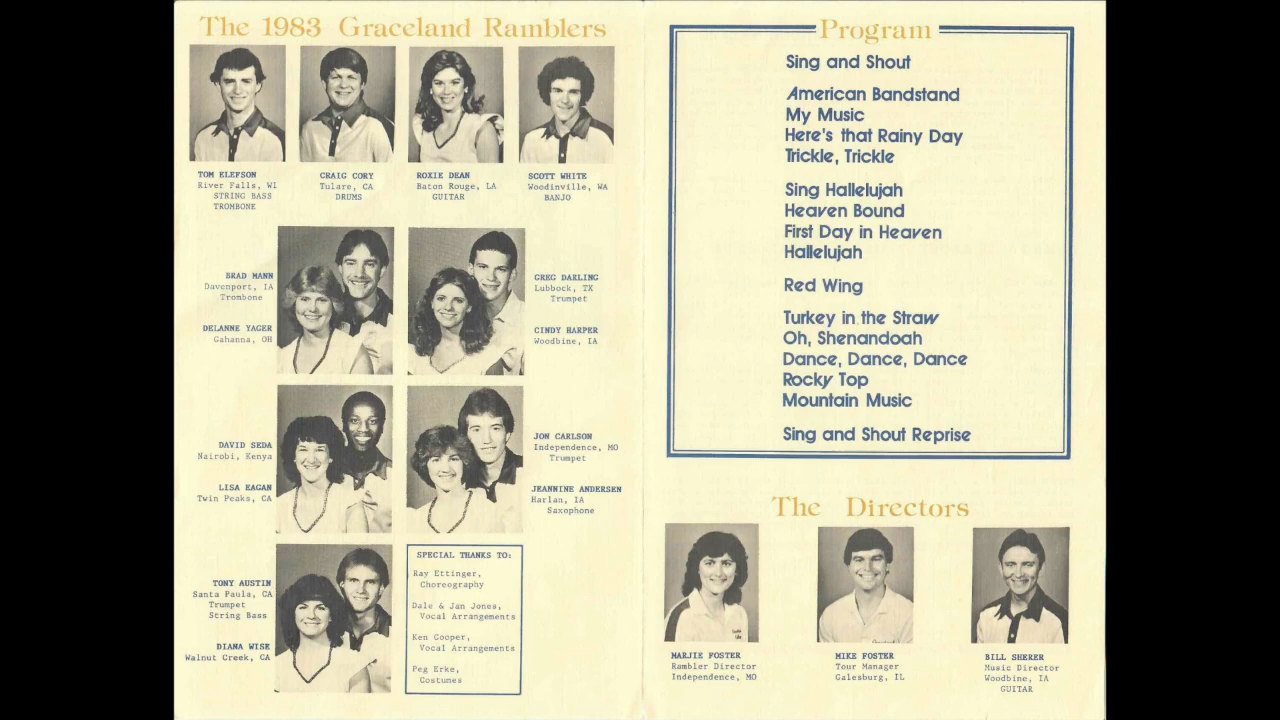 The 1983 Graceland Ramblers
TOM ELEFSON
River Falls, WI
STRING BASS
TROMBONE
CRAIG CORY
Tulare, CA
DRUMS
ROXIE DEAN
Baton Rouge, LA
GUITAR
SCOTT WHITE
Woodinville, WA
BANJO
BRAD MANN
Davenport, IA
Trombone
DELANNE YAGER
Gahanna, OH
GREG DARLING
Lubbock, TX
Trumpet
CINDY HARPER
Woodbine, IA
DAVID SEDA
Nairobi, Kenya
LISA EAGAN
Twin Peaks, CA
JON CARLSON
Independence, MO
Trumpet
JEANNINE ANDERSEN
Harlan, IA
Saxophone
TONY AUSTIN
Santa Paula, CA
Trumpet
String Bass
DIANA WISE
Walnut Creek, CA
SPECIAL THANKS TO:
Ray Ettinger,
Choreography
Dale & Jan Jones,
Vocal Arrangements
Ken Cooper,
Vocal Arrangements
Peg Erke,
Costumes
Program
Sing and Shout
American Bandstand
My Music
Here's that Rainy Day
Trickle, Trickle
Sing Hallelujah
Heaven Bound
First Day in Heaven
Hallelujah
Red Wing
Turkey in the Straw
Oh, Shenandoah
Dance, Dance, Dance
Rocky Top
Mountain Music
Sing and Shout Reprise
The Directors
MARJIE FOSTER
Rambler Director
Independence, MO
MIKE FOSTER
Tour Manager
Galesburg, IL
BILL SHERER
Music Director
Woodbine, IA
GUITAR